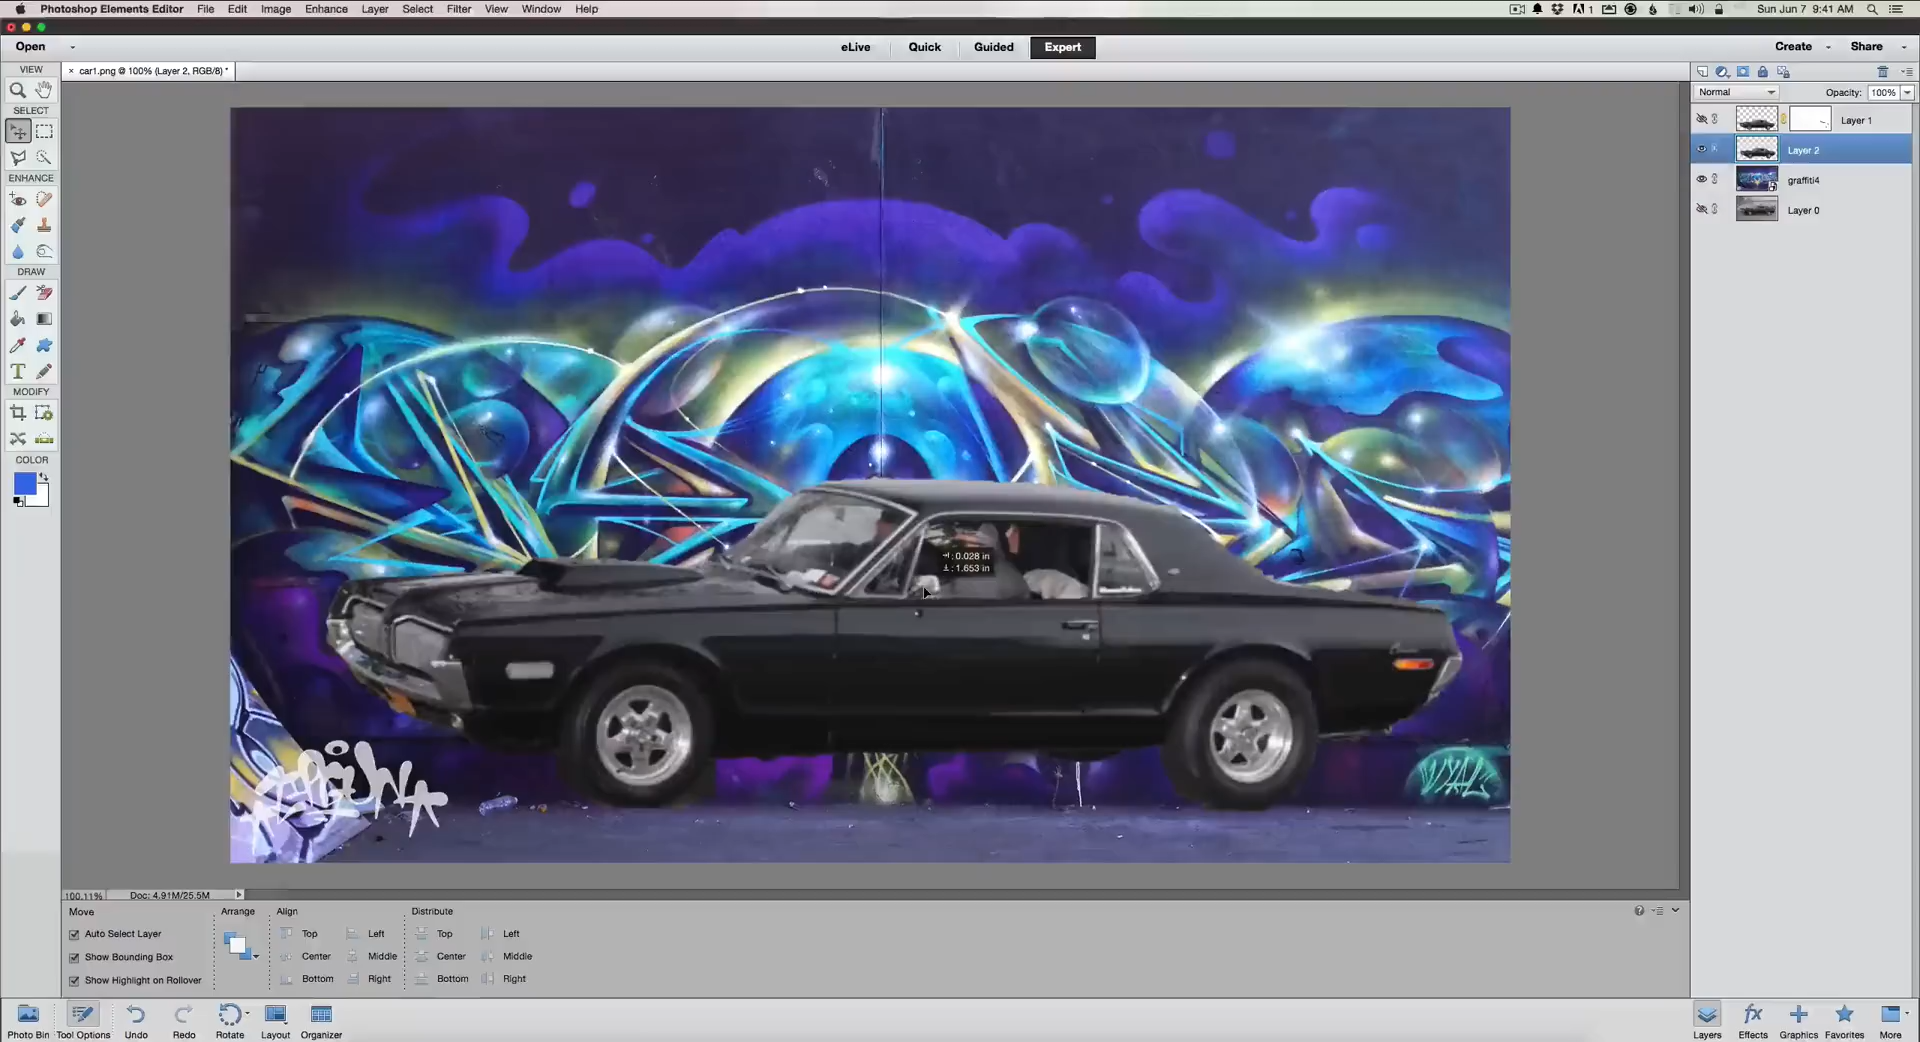 Photoshop Elements Editor File Edit Image Enhance Layer Select Filter View Window Help
1 Sun Jun 7 9:41 AM
Open eLive Quick Guided Expert Create Share
VIEW
× car1.png @ 100% (Layer 2, RGB/8) *
Normal Opacity: 100%
SELECT
Layer 1
Layer 2
ENHANCE
graffiti4
Layer 0
DRAW
T
MODIFY
COLOR
: 0.028 in
: 1.653 in
100.11% Doc: 4.91M/25.5M
Move Arrange Align Distribute
Auto Select Layer Top Left Top Left
Show Bounding Box Center Middle Center Middle
Show Highlight on Rollover Bottom Right Bottom Right
fx
Photo Bin Tool Options Undo Redo Rotate Layout Organizer Layers Effects Graphics Favorites More